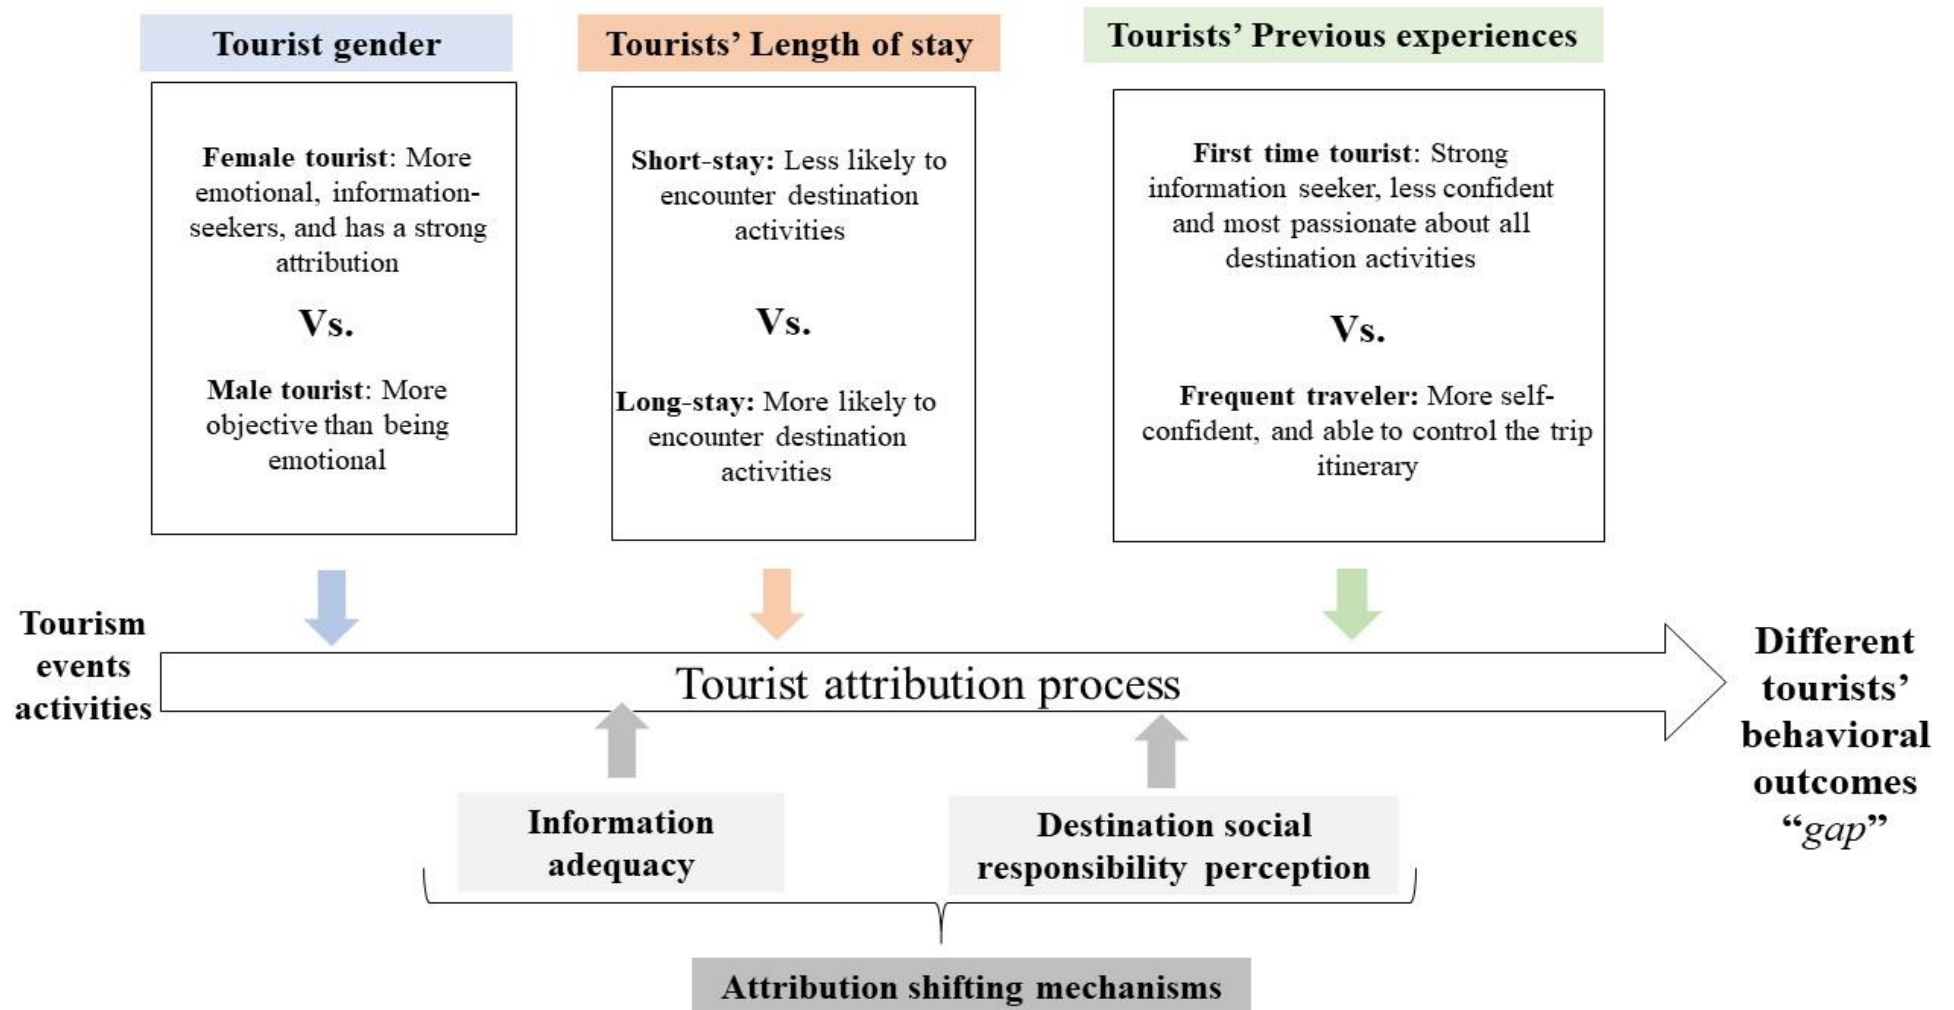 Tourist gender
Female tourist: More
emotional, information-
seekers, and has a strong
attribution
Vs.
Male tourist: More
objective than being
emotional
Tourists’ Length of stay
Short-stay: Less likely to
encounter destination
activities
Vs.
Long-stay: More likely to
encounter destination
activities
Tourists’ Previous experiences
First time tourist: Strong
information seeker, less confident
and most passionate about all
destination activities
Vs.
Frequent traveler: More self-
confident, and able to control the trip
itinerary
Tourism
events
activities
Tourist attribution process
Different
tourists’
behavioral
outcomes
“gap”
Information
adequacy
Destination social
responsibility perception
Attribution shifting mechanisms